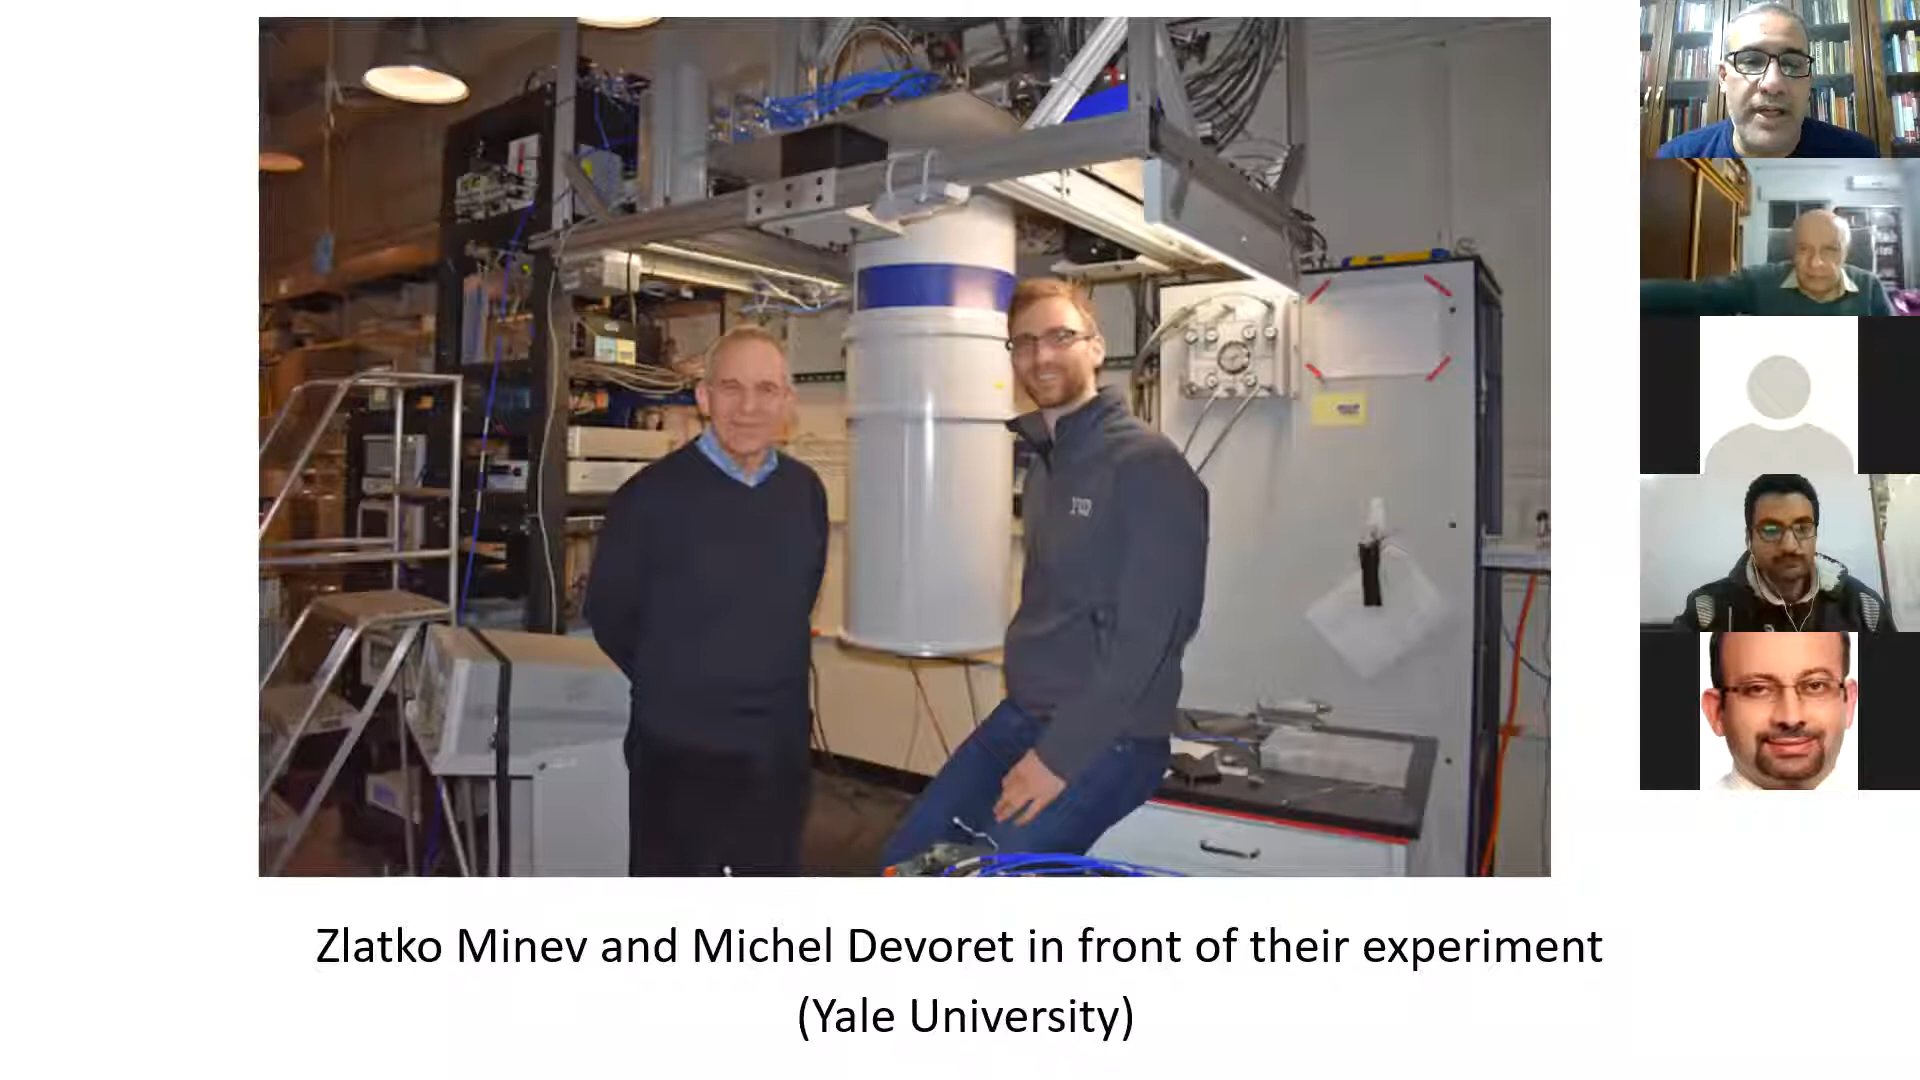 Zlatko Minev and Michel Devoret in front of their experiment
(Yale University)